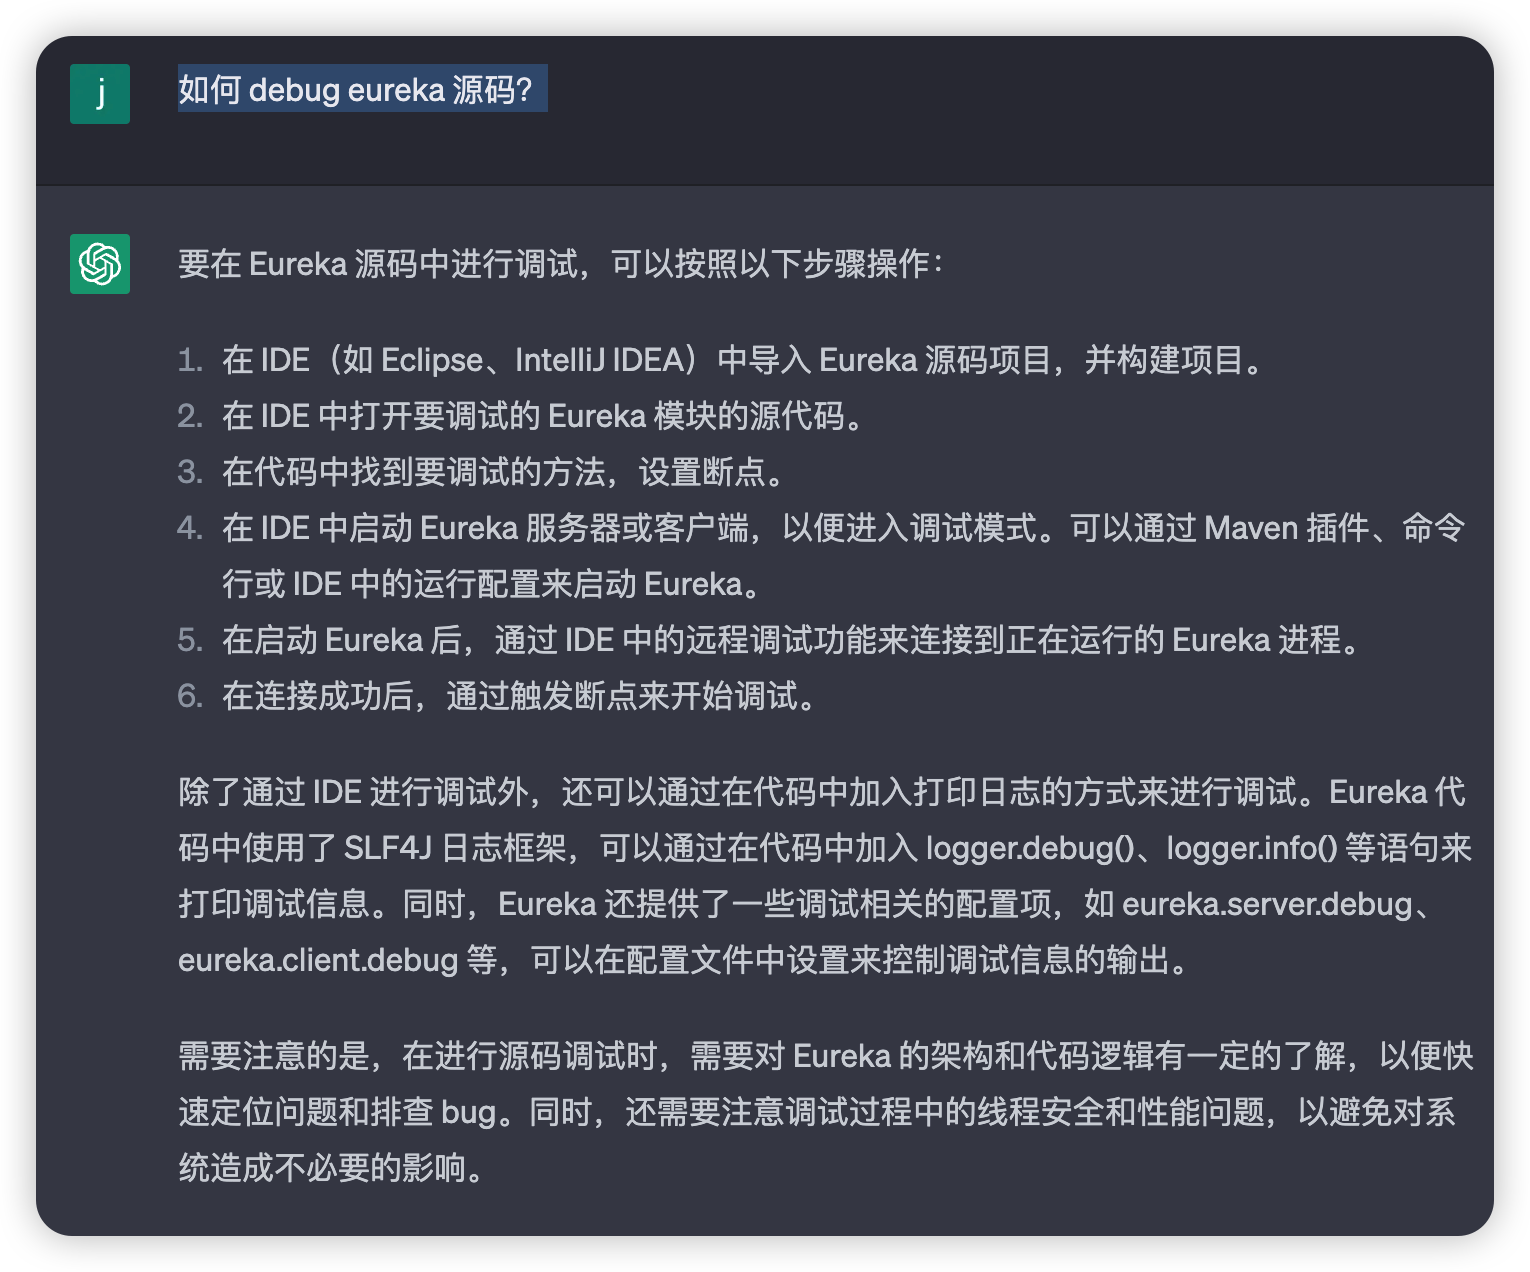 j
如何 debug eureka 源码?
要在 Eureka 源码中进行调试，可以按照以下步骤操作：
1. 在 IDE（如 Eclipse、IntelliJ IDEA）中导入 Eureka 源码项目，并构建项目。
2. 在 IDE 中打开要调试的 Eureka 模块的源代码。
3. 在代码中找到要调试的方法，设置断点。
4. 在 IDE 中启动 Eureka 服务器或客户端，以便进入调试模式。可以通过 Maven 插件、命令
行或 IDE 中的运行配置来启动 Eureka。
5. 在启动 Eureka 后，通过 IDE 中的远程调试功能来连接到正在运行的 Eureka 进程。
6. 在连接成功后，通过触发断点来开始调试。
除了通过 IDE 进行调试外，还可以通过在代码中加入打印日志的方式来进行调试。Eureka 代
码中使用了 SLF4J 日志框架，可以通过在代码中加入 logger.debug()、logger.info() 等语句来
打印调试信息。同时，Eureka 还提供了一些调试相关的配置项，如 eureka.server.debug、
eureka.client.debug 等，可以在配置文件中设置来控制调试信息的输出。
需要注意的是，在进行源码调试时，需要对 Eureka 的架构和代码逻辑有一定的了解，以便快
速定位问题和排查 bug。同时，还需要注意调试过程中的线程安全和性能问题，以避免对系
统造成不必要的影响。